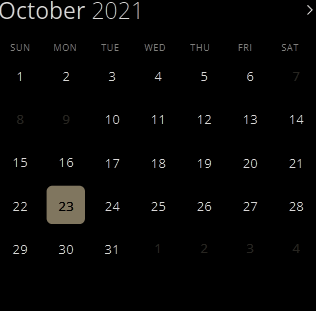 October 2021
SUN MON TUE WED THU FRI SAT
1 2 3 4 5 6 7
8 9 10 11 12 13 14
15 16 17 18 19 20 21
22 23 24 25 26 27 28
29 30 31 1 2 3 4